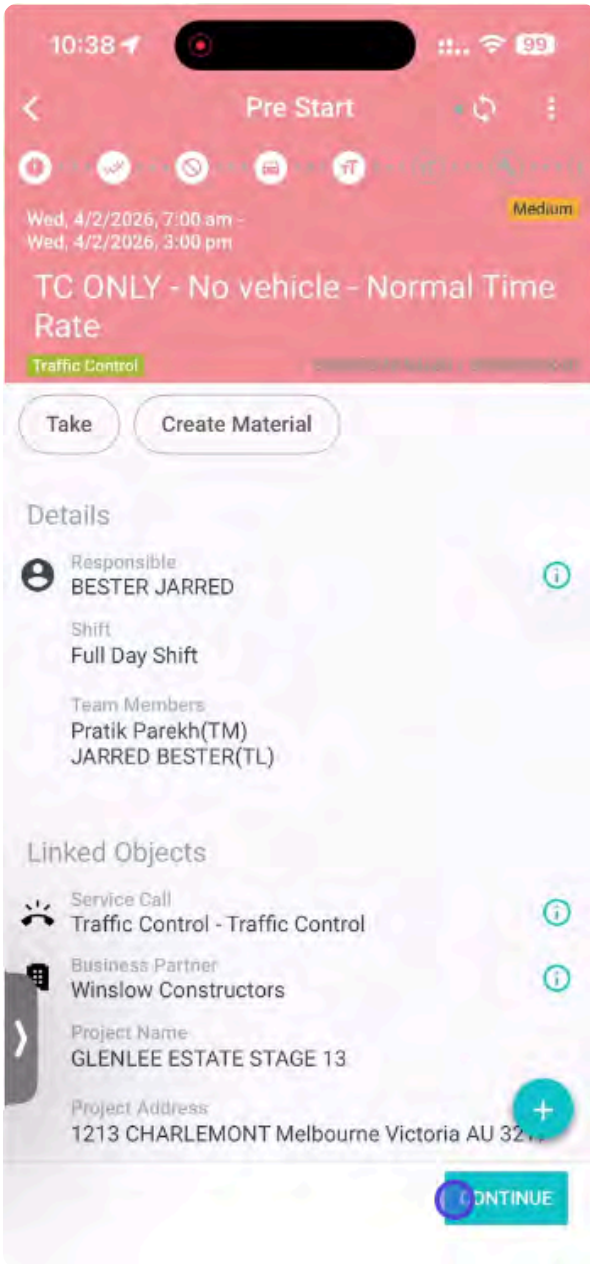 10:38
99
Pre Start
Wed, 4/2/2026, 7:00 am -
Wed, 4/2/2026, 3:00 pm
Medium
TC ONLY - No vehicle - Normal Time
Rate
Traffic Control
Take
Create Material
Details
Responsible
BESTER JARRED
Shift
Full Day Shift
Team Members
Pratik Parekh(TM)
JARRED BESTER(TL)
Linked Objects
Service Call
Traffic Control - Traffic Control
Business Partner
Winslow Constructors
Project Name
GLENLEE ESTATE STAGE 13
Project Address
1213 CHARLEMONT Melbourne Victoria AU
CONTINUE